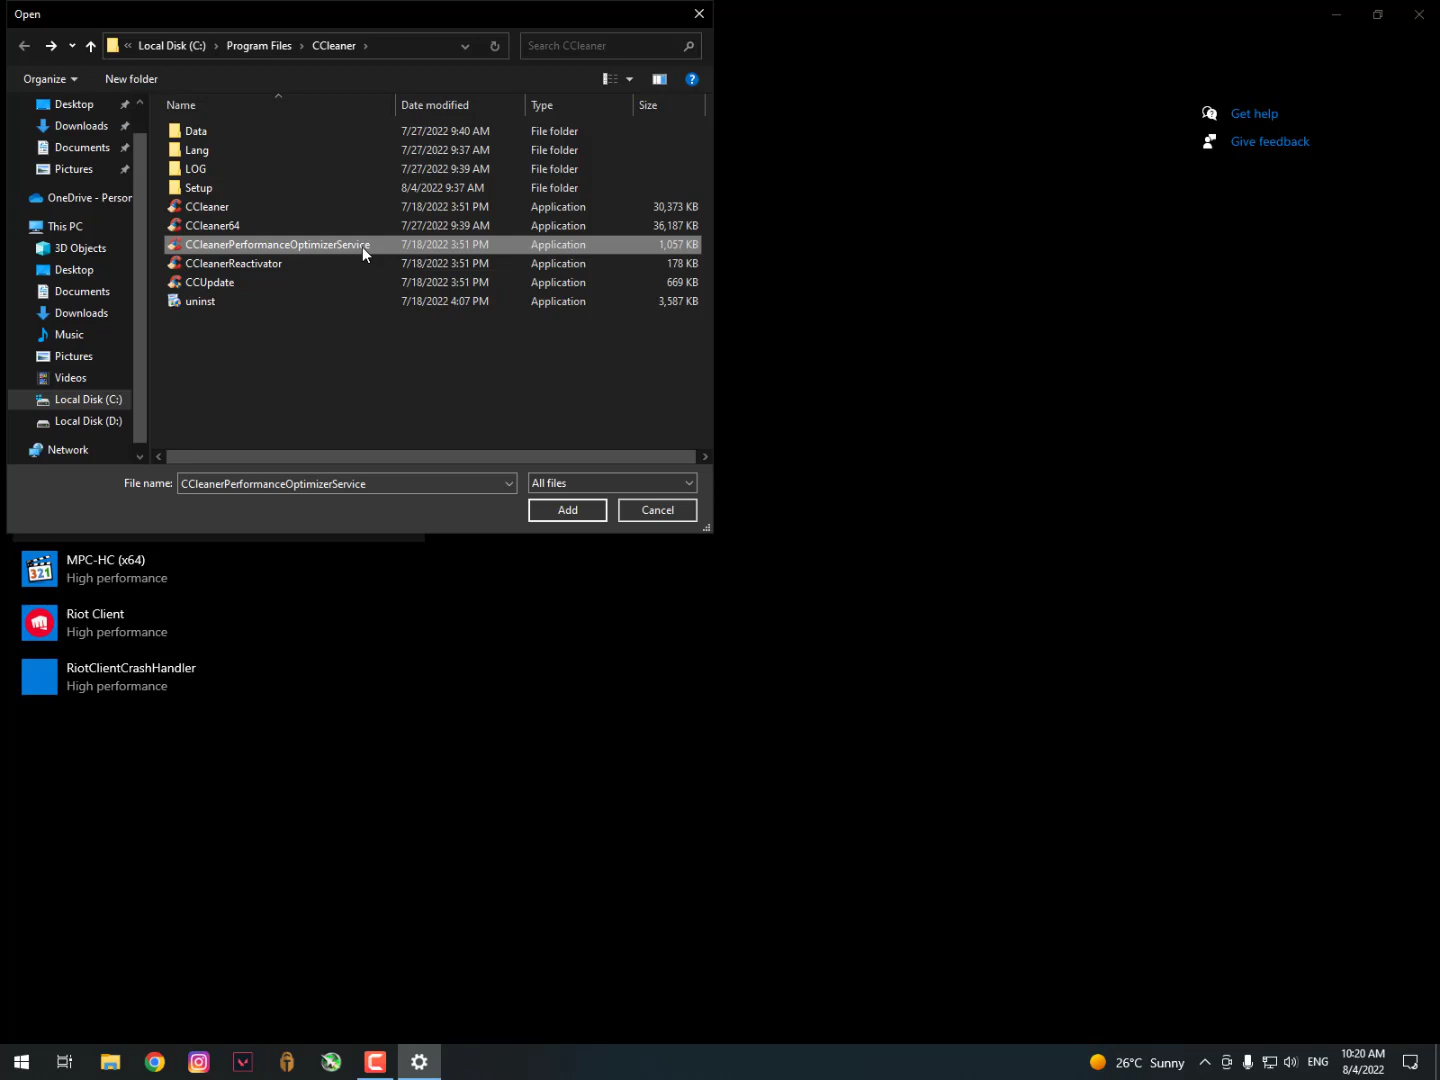 Open
« Local Disk (C:) › Program Files › CCleaner ›
Search CCleaner
Organize
New folder
Desktop
Downloads
Documents
Pictures
OneDrive - Person
This PC
3D Objects
Desktop
Documents
Downloads
Music
Pictures
Videos
Local Disk (C:)
Local Disk (D:)
Network
Name Date modified Type Size
Data 7/27/2022 9:40 AM File folder
Lang 7/27/2022 9:37 AM File folder
LOG 7/27/2022 9:39 AM File folder
Setup 8/4/2022 9:37 AM File folder
CCleaner 7/18/2022 3:51 PM Application 30,373 KB
CCleaner64 7/27/2022 9:39 AM Application 36,187 KB
CCleanerPerformanceOptimizerService 7/18/2022 3:51 PM Application 1,057 KB
CCleanerReactivator 7/18/2022 3:51 PM Application 178 KB
CCUpdate 7/18/2022 3:51 PM Application 669 KB
uninst 7/18/2022 4:07 PM Application 3,587 KB
File name: CCleanerPerformanceOptimizerService
All files
Add
Cancel
Get help
Give feedback
321
MPC-HC (x64)
High performance
Riot Client
High performance
RiotClientCrashHandler
High performance
26°C Sunny
ENG
10:20 AM
8/4/2022